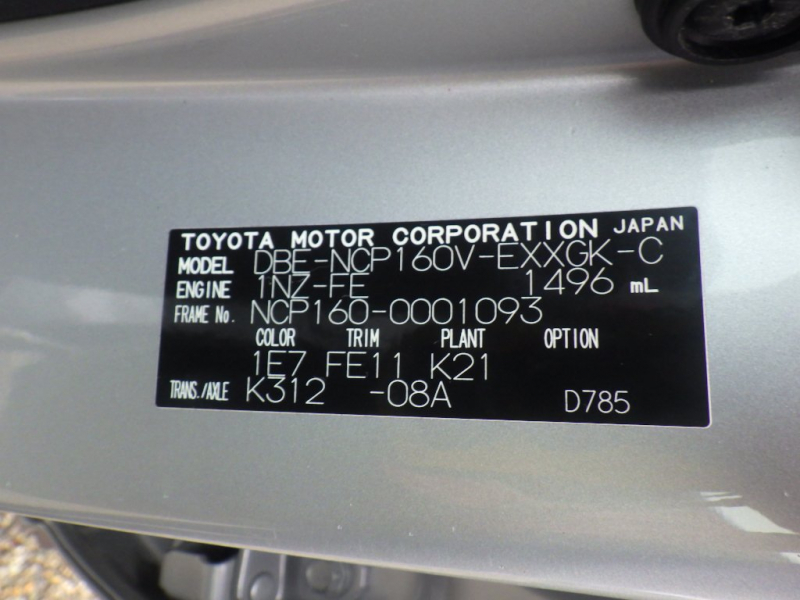 TOYOTA MOTOR CORPORATION JAPAN
MODEL DBE-NCP160V-EXXGK-C
ENGINE 1NZ-FE 1496 mL
FRAME No. NCP160-0001093
COLOR TRIM PLANT OPTION
1E7 FE11 K21
TRANS./AXLE K312 -08A D785